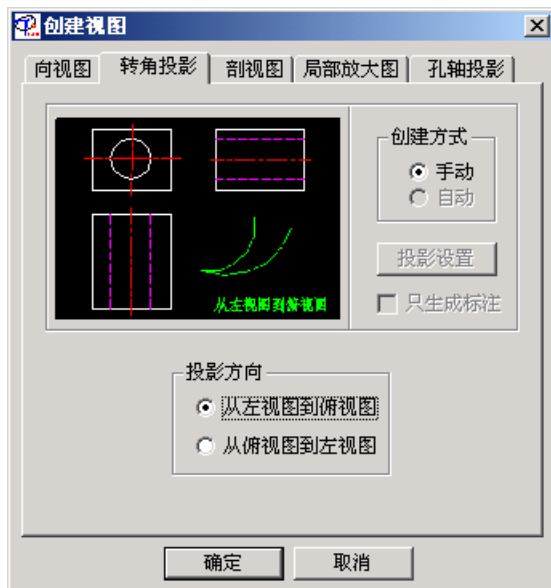 创建视图
向视图 转角投影 剖视图 局部放大图 孔轴投影
从左视图到俯视图
创建方式
手动
自动
投影设置
只生成标注
投影方向
从左视图到俯视图
从俯视图到左视图
确定 取消